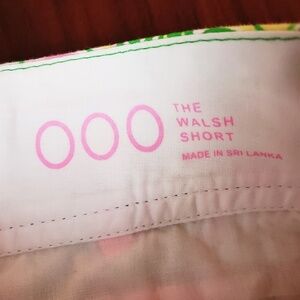 000
THE
WALSH
SHORT
MADE IN SRI LANKA